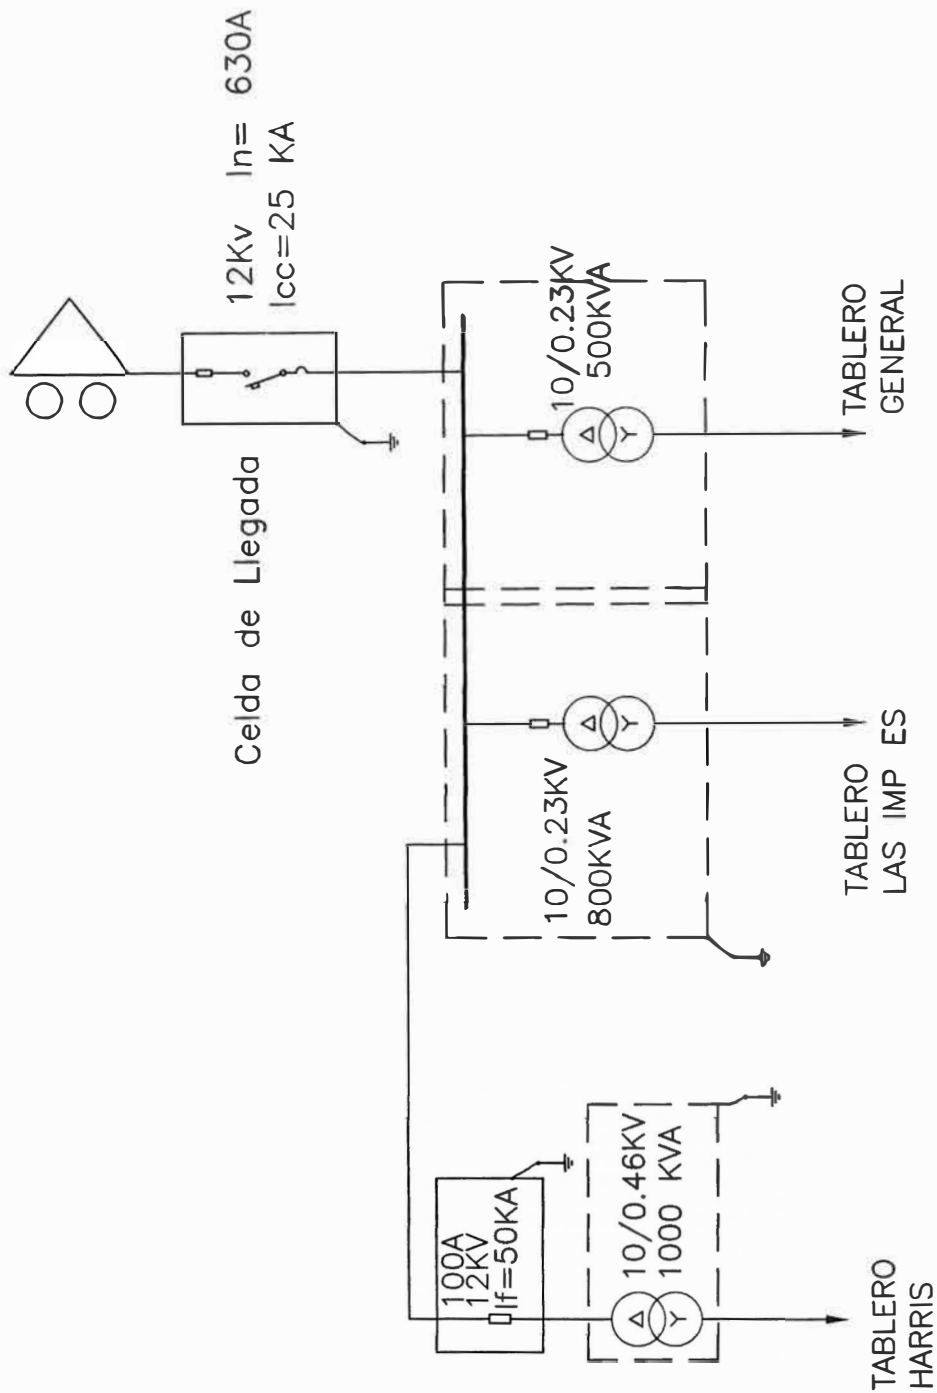 12Kv In= 630A
Icc=25 KA
Celda de Llegada
10/0.23KV
500KVA
TABLERO
GENERAL
10/0.23KV
800KVA
TABLERO
LAS IMP ES
100A
12KV
If=50KA
10/0.46KV
1000 KVA
TABLERO
HARRIS